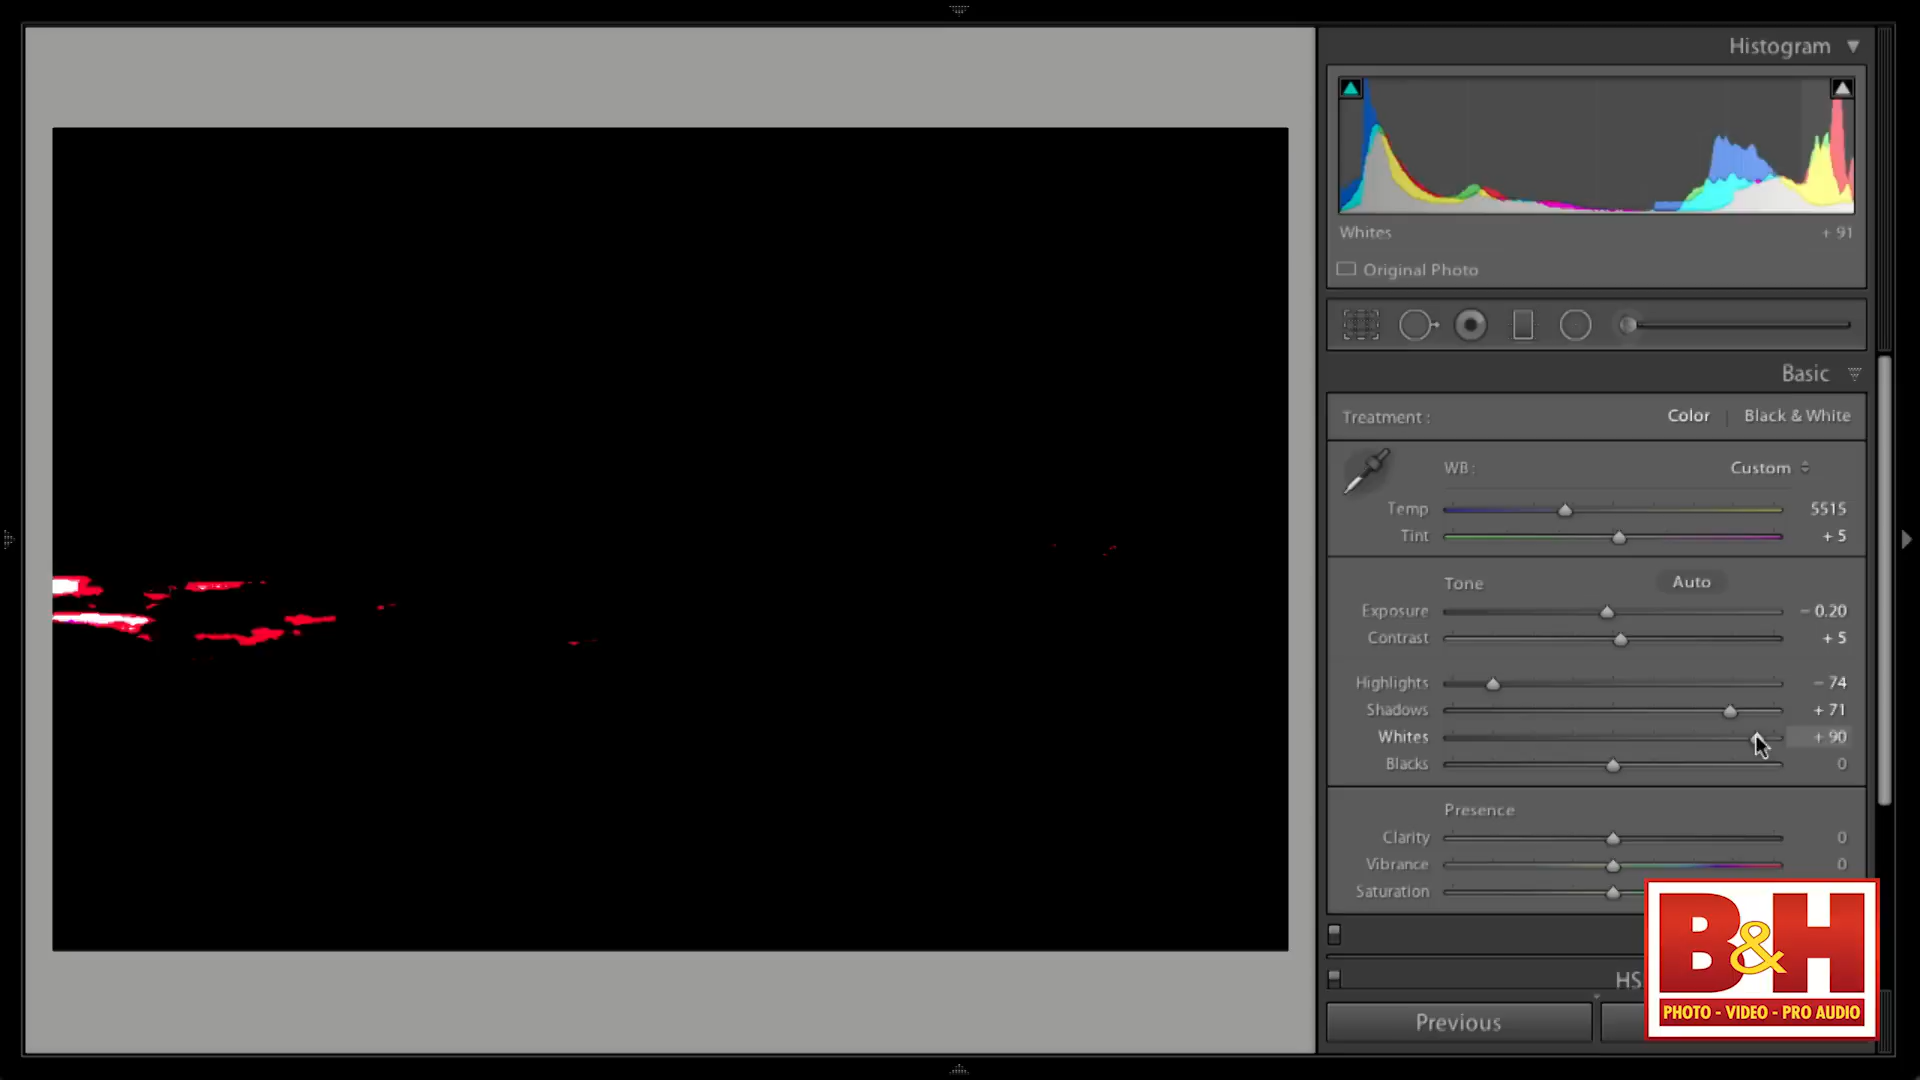 Histogram
Whites + 91
Original Photo
Basic
Treatment : Color | Black & White
WB : Custom
Temp 5515
Tint + 5
Tone Auto
Exposure − 0.20
Contrast + 5
Highlights − 74
Shadows + 71
Whites + 90
Blacks 0
Presence
Clarity 0
Vibrance 0
Saturation
HS
Previous
B&H
PHOTO - VIDEO - PRO AUDIO